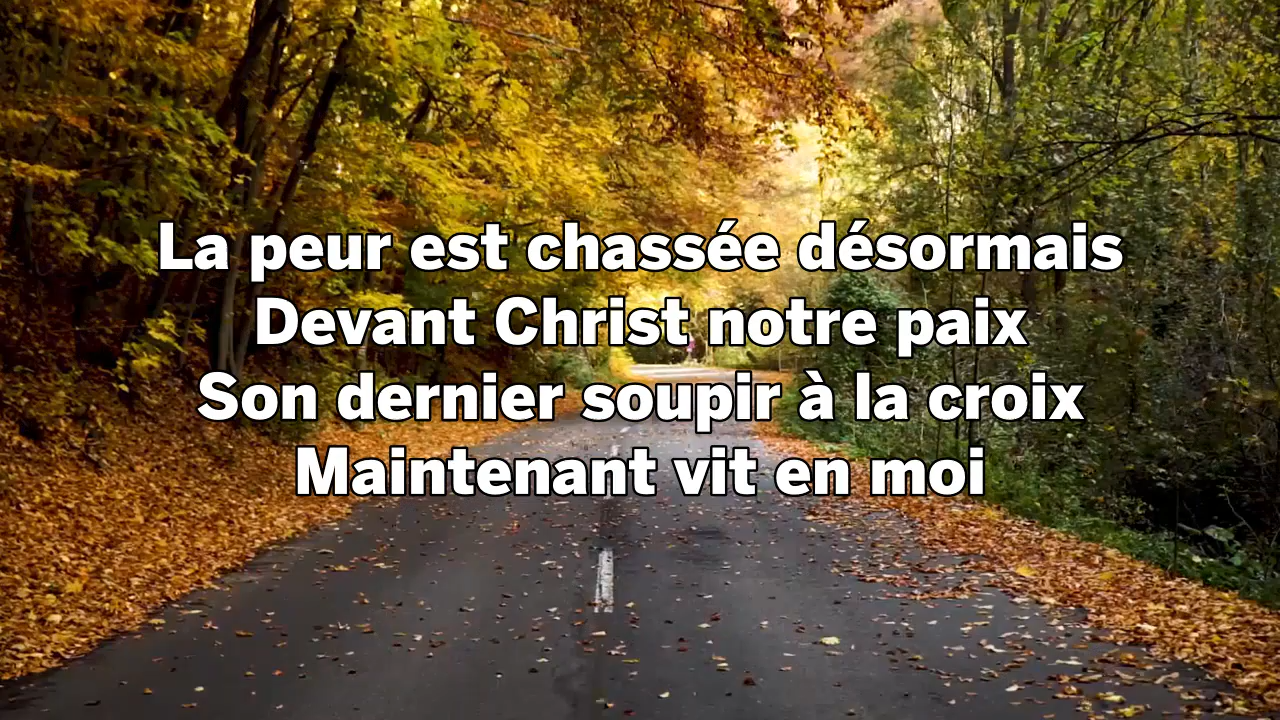 La peur est chassée désormais
Devant Christ notre paix
Son dernier soupir à la croix
Maintenant vit en moi